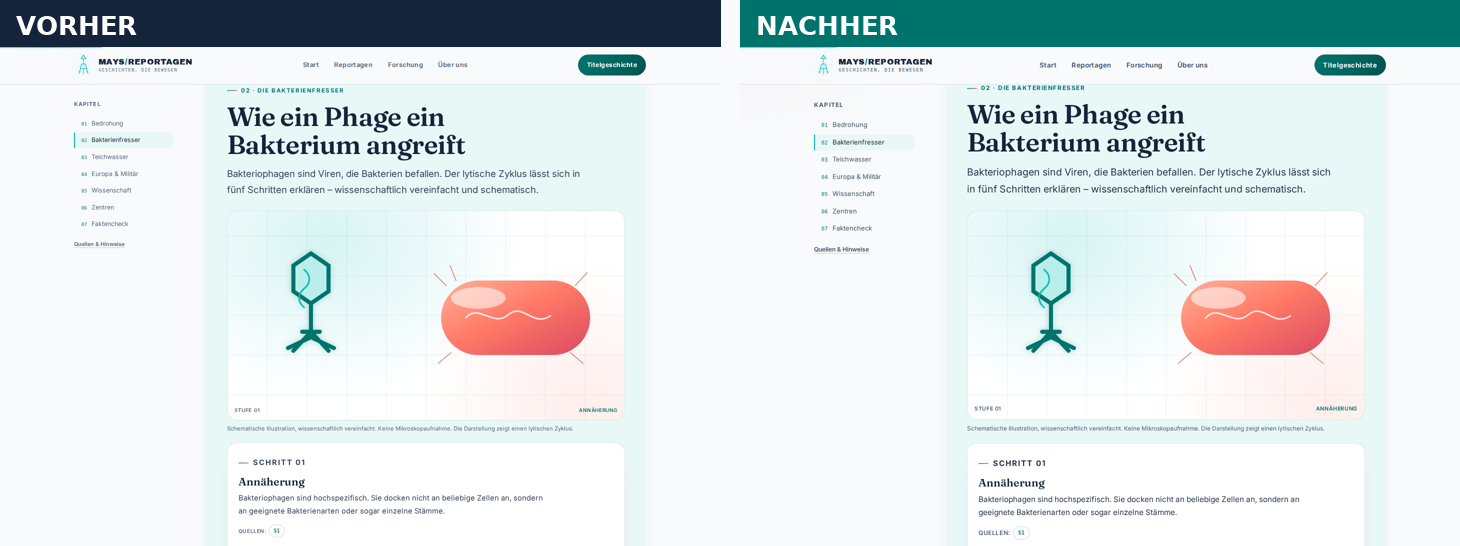 VORHER
MAYS/REPORTAGEN
GESCHICHTEN, DIE BEWEGEN
Start Reportagen Forschung Über uns
Titelgeschichte
KAPITEL
01 Bedrohung
02 Bakterienfresser
03 Teichwasser
04 Europa & Militär
05 Wissenschaft
06 Zentren
07 Faktencheck
Quellen & Hinweise
02 · DIE BAKTERIENFRESSER
Wie ein Phage ein
Bakterium angreift
Bakteriophagen sind Viren, die Bakterien befallen. Der lytische Zyklus lässt sich in
fünf Schritten erklären – wissenschaftlich vereinfacht und schematisch.
STUFE 01
ANNÄHERUNG
Schematische Illustration, wissenschaftlich vereinfacht. Keine Mikroskopaufnahme. Die Darstellung zeigt einen lytischen Zyklus.
SCHRITT 01
Annäherung
Bakteriophagen sind hochspezifisch. Sie docken nicht an beliebige Zellen an, sondern
an geeignete Bakterienarten oder sogar einzelne Stämme.
QUELLEN: S1
NACHHER
MAYS/REPORTAGEN
GESCHICHTEN, DIE BEWEGEN
Start Reportagen Forschung Über uns
Titelgeschichte
KAPITEL
01 Bedrohung
02 Bakterienfresser
03 Teichwasser
04 Europa & Militär
05 Wissenschaft
06 Zentren
07 Faktencheck
Quellen & Hinweise
02 · DIE BAKTERIENFRESSER
Wie ein Phage ein
Bakterium angreift
Bakteriophagen sind Viren, die Bakterien befallen. Der lytische Zyklus lässt sich
in fünf Schritten erklären – wissenschaftlich vereinfacht und schematisch.
STUFE 01
ANNÄHERUNG
Schematische Illustration, wissenschaftlich vereinfacht. Keine Mikroskopaufnahme. Die Darstellung zeigt einen lytischen Zyklus.
SCHRITT 01
Annäherung
Bakteriophagen sind hochspezifisch. Sie docken nicht an beliebige Zellen an, sondern an
geeignete Bakterienarten oder sogar einzelne Stämme.
QUELLEN: S1